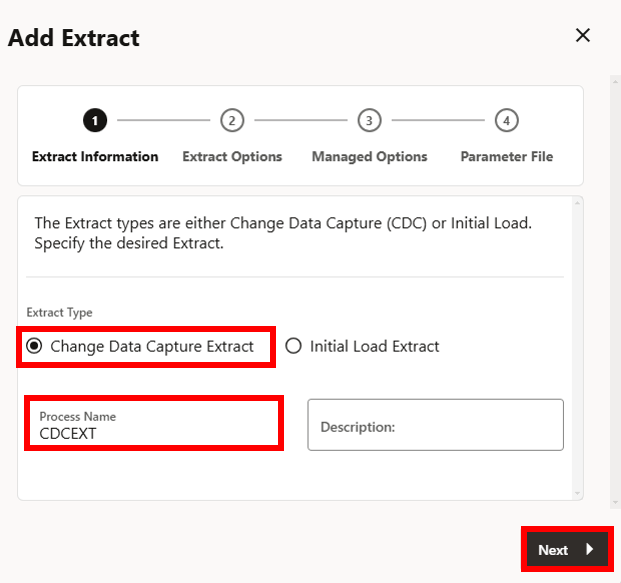 Add Extract
1
2
3
4
Extract Information
Extract Options
Managed Options
Parameter File
The Extract types are either Change Data Capture (CDC) or Initial Load.
Specify the desired Extract.
Extract Type
Change Data Capture Extract
Initial Load Extract
Process Name
CDCEXT
Description:
Next